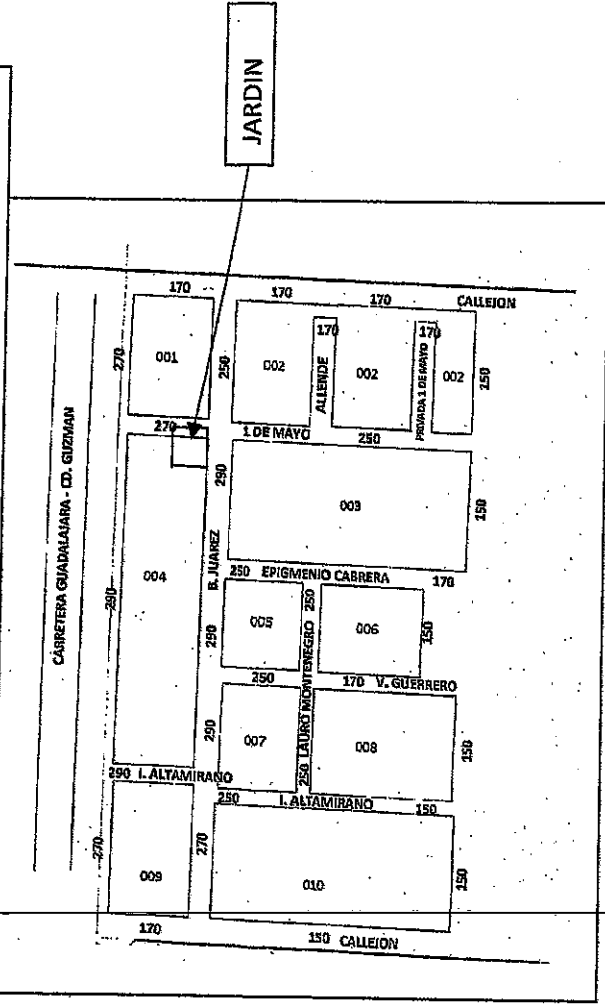 JARDIN
CARRETERA GUADALAJARA - CD. GUZMAN
170
170
170
CALLEJON
270
001
250
002
170
ALLENDE
002
170
PRIVADA 1 DE MAYO
002
150
270
1 DE MAYO
250
290
003
150
004
290
B. JUAREZ
250 EPIGMENIO CABRERA 170
290
005
250
006
150
250
LAURO MONTENEGRO
170 V. GUERRERO
290
007
250
008
150
290 I. ALTAMIRANO
250
I. ALTAMIRANO
150
270
009
270
010
150
170
150 CALLEJON